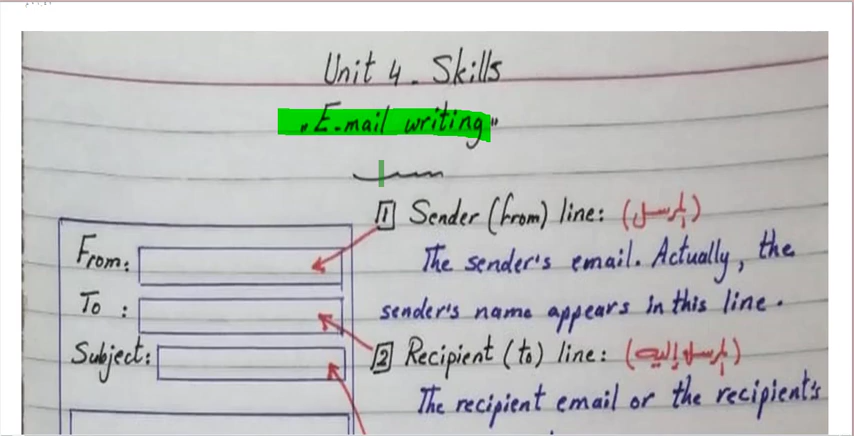 Unit 4. Skills
"E-mail writing"
From:
To :
Subject:
1 Sender (from) line: (المرسل)
The sender's email. Actually, the
sender's name appears in this line.
2 Recipient (to) line: (المرسل إليه)
The recipient email or the recipient's